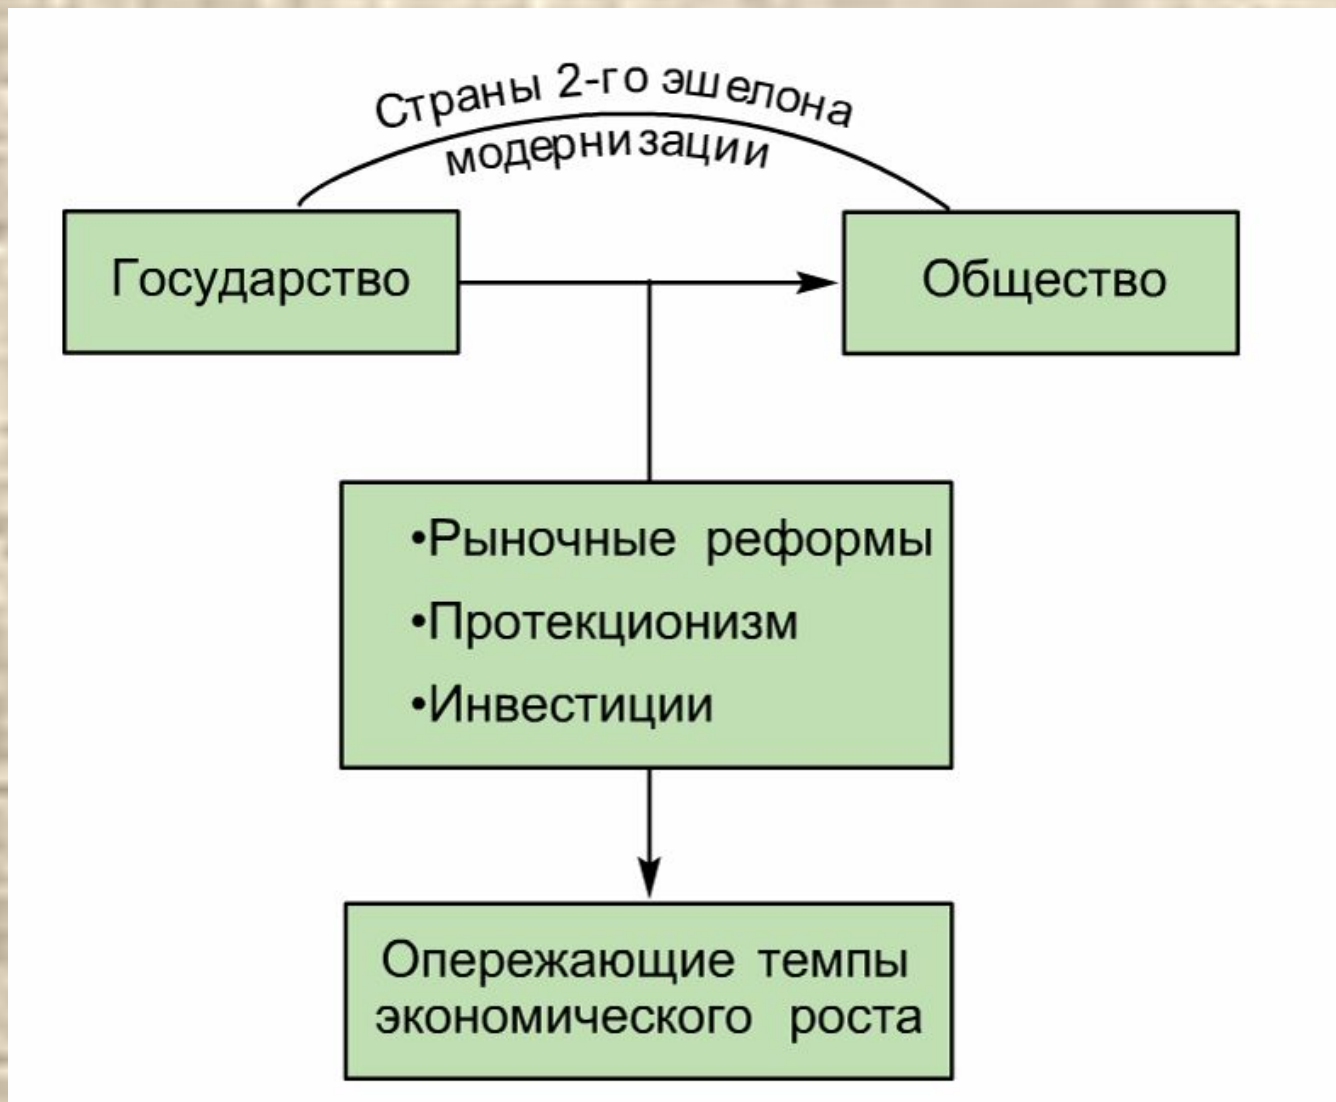 Страны 2-го эшелона
модернизации
Государство
Общество
•Рыночные реформы
•Протекционизм
•Инвестиции
Опережающие темпы
экономического роста